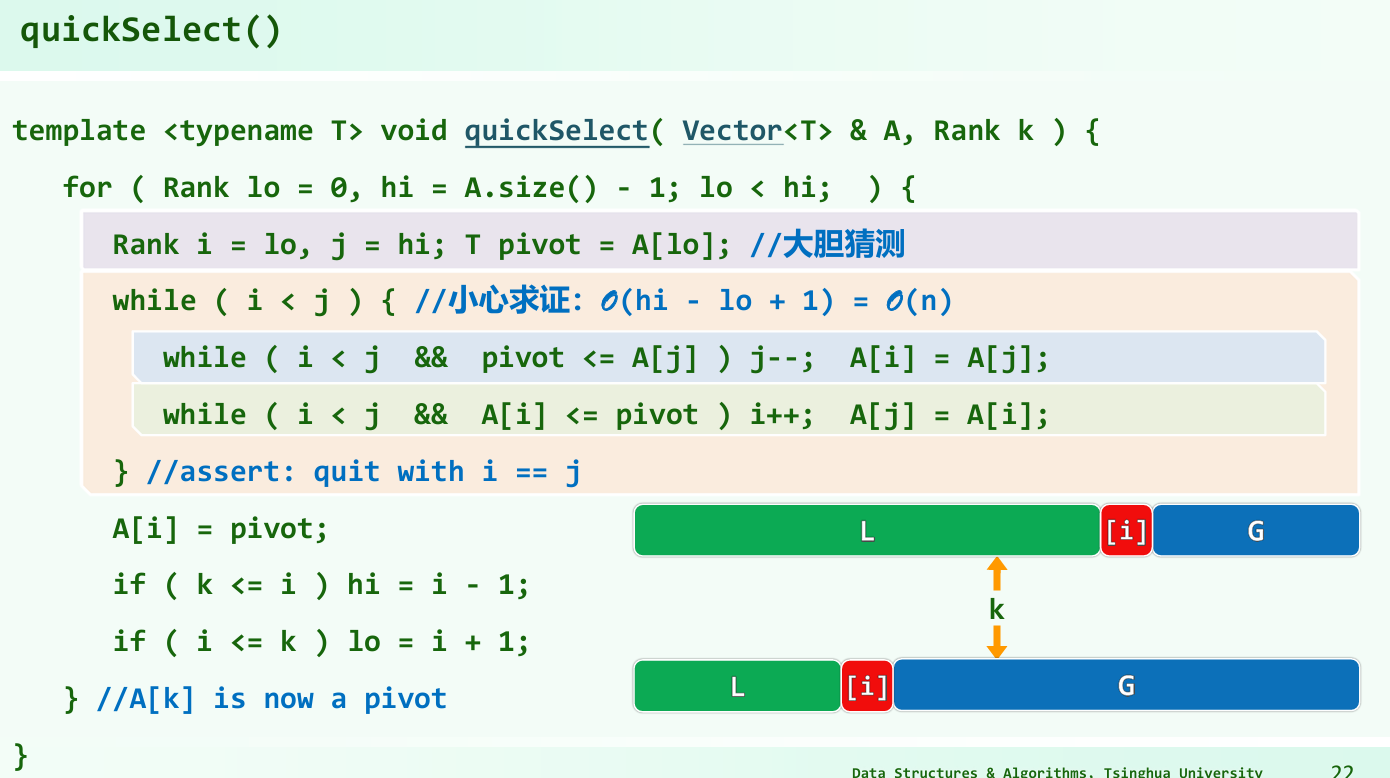 quickSelect()
template <typename T> void quickSelect( Vector<T> & A, Rank k ) {
for ( Rank lo = 0, hi = A.size() - 1; lo < hi;  ) {
Rank i = lo, j = hi; T pivot = A[lo]; //大胆猜测
while ( i < j ) { //小心求证：𝒪(hi - lo + 1) = 𝒪(n)
while ( i < j  &&  pivot <= A[j] ) j--;  A[i] = A[j];
while ( i < j  &&  A[i] <= pivot ) i++;  A[j] = A[i];
} //assert: quit with i == j
A[i] = pivot;
L [i] G
if ( k <= i ) hi = i - 1;
k
if ( i <= k ) lo = i + 1;
} //A[k] is now a pivot
L [i] G
}
Data Structures & Algorithms, Tsinghua University 22